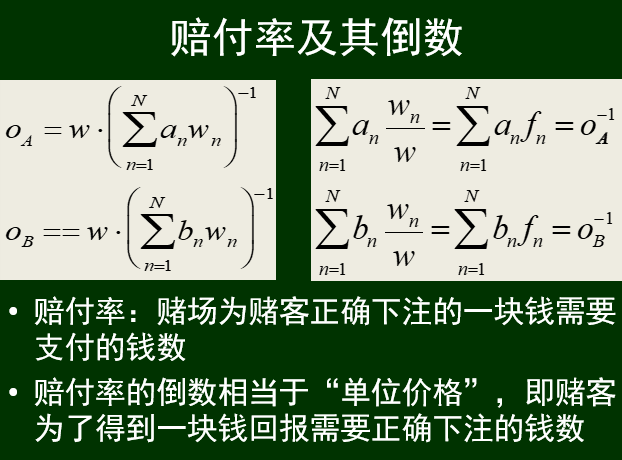 赔付率及其倒数
$o_A = w \cdot \left( \sum_{n=1}^{N} a_n w_n \right)^{-1}$
$\sum_{n=1}^{N} a_n \frac{w_n}{w} = \sum_{n=1}^{N} a_n f_n = o_A^{-1}$
$o_B == w \cdot \left( \sum_{n=1}^{N} b_n w_n \right)^{-1}$
$\sum_{n=1}^{N} b_n \frac{w_n}{w} = \sum_{n=1}^{N} b_n f_n = o_B^{-1}$
• 赔付率：赌场为赌客正确下注的一块钱需要
支付的钱数
• 赔付率的倒数相当于“单位价格”，即赌客
为了得到一块钱回报需要正确下注的钱数